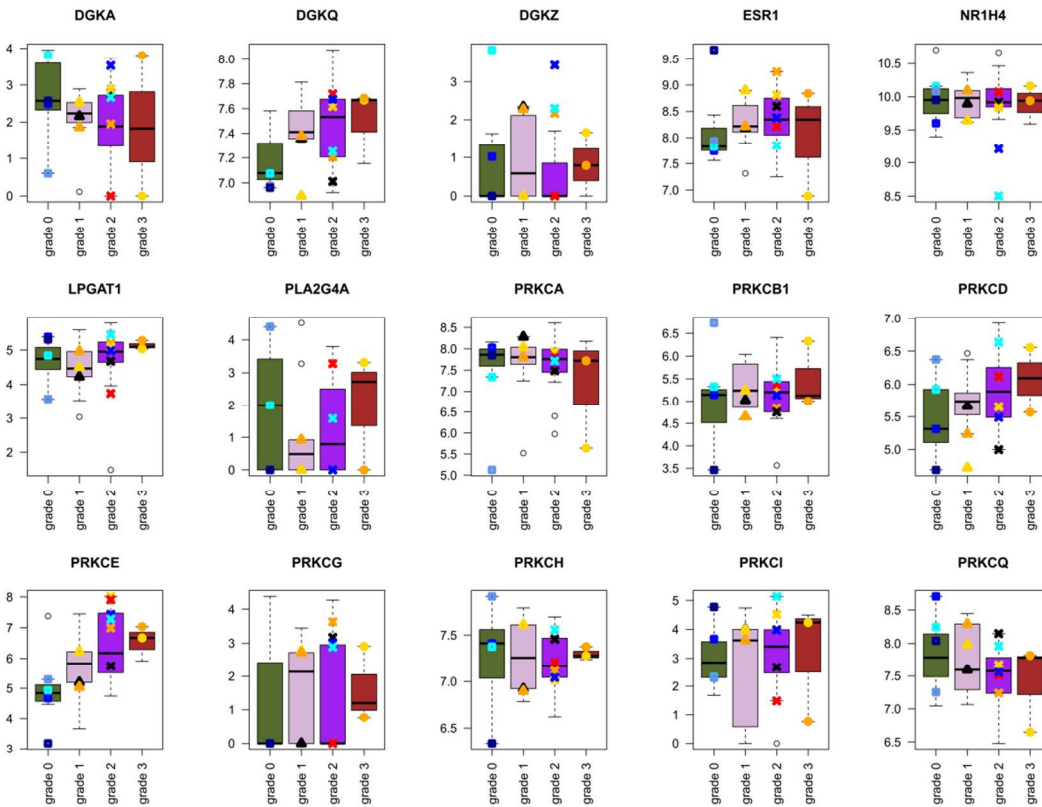 DGKA DGKQ DGKZ ESR1 NR1H4
4 3 2 1 0
8.0 7.8 7.6 7.4 7.2 7.0
3 2 1 0
9.5 9.0 8.5 8.0 7.5 7.0
10.5 10.0 9.5 9.0 8.5
grade 0 grade 1 grade 2 grade 3 grade 0 grade 1 grade 2 grade 3 grade 0 grade 1 grade 2 grade 3 grade 0 grade 1 grade 2 grade 3 grade 0 grade 1 grade 2 grade 3
LPGAT1 PLA2G4A PRKCA PRKCB1 PRKCD
5 4 3 2
4 3 2 1 0
8.5 8.0 7.5 7.0 6.5 6.0 5.5 5.0
6.5 6.0 5.5 5.0 4.5 4.0 3.5
7.0 6.5 6.0 5.5 5.0
grade 0 grade 1 grade 2 grade 3 grade 0 grade 1 grade 2 grade 3 grade 0 grade 1 grade 2 grade 3 grade 0 grade 1 grade 2 grade 3 grade 0 grade 1 grade 2 grade 3
PRKCE PRKCG PRKCH PRKCI PRKCQ
8 7 6 5 4 3
4 3 2 1 0
7.5 7.0 6.5
5 4 3 2 1 0
8.5 8.0 7.5 7.0 6.5
grade 0 grade 1 grade 2 grade 3 grade 0 grade 1 grade 2 grade 3 grade 0 grade 1 grade 2 grade 3 grade 0 grade 1 grade 2 grade 3 grade 0 grade 1 grade 2 grade 3